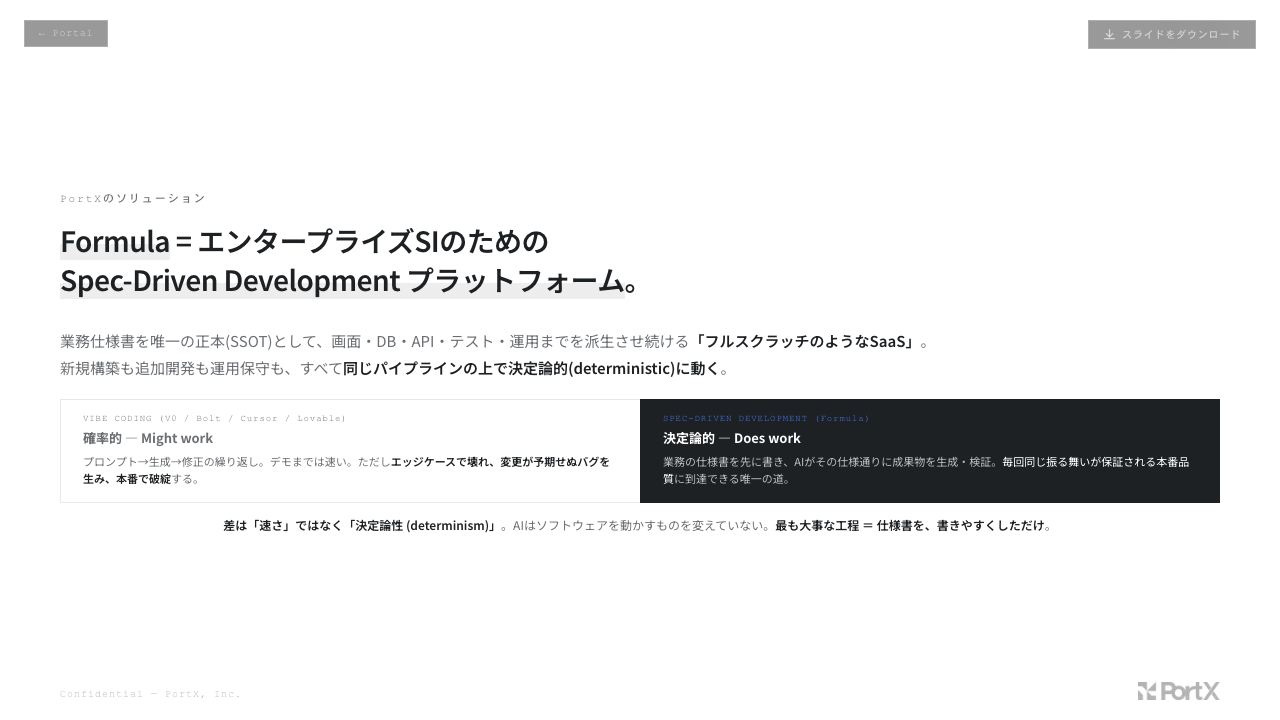 ← Portal
スライドをダウンロード
PortXのソリューション
Formula = エンタープライズSIのための
Spec-Driven Development プラットフォーム。
業務仕様書を唯一の正本(SSOT)として、画面・DB・API・テスト・運用までを派生させ続ける「フルスクラッチのようなSaaS」。
新規構築も追加開発も運用保守も、すべて同じパイプラインの上で決定論的(deterministic)に動く。
VIBE CODING (V0 / Bolt / Cursor / Lovable)
確率的 — Might work
プロンプト→生成→修正の繰り返し。デモまでは速い。ただしエッジケースで壊れ、変更が予期せぬバグを
生み、本番で破綻する。
SPEC-DRIVEN DEVELOPMENT (Formula)
決定論的 — Does work
業務の仕様書を先に書き、AIがその仕様通りに成果物を生成・検証。毎回同じ振る舞いが保証される本番品
質に到達できる唯一の道。
差は「速さ」ではなく「決定論性 (determinism)」。AIはソフトウェアを動かすものを変えていない。最も大事な工程 = 仕様書を、書きやすくしただけ。
Confidential — PortX, Inc.
PortX